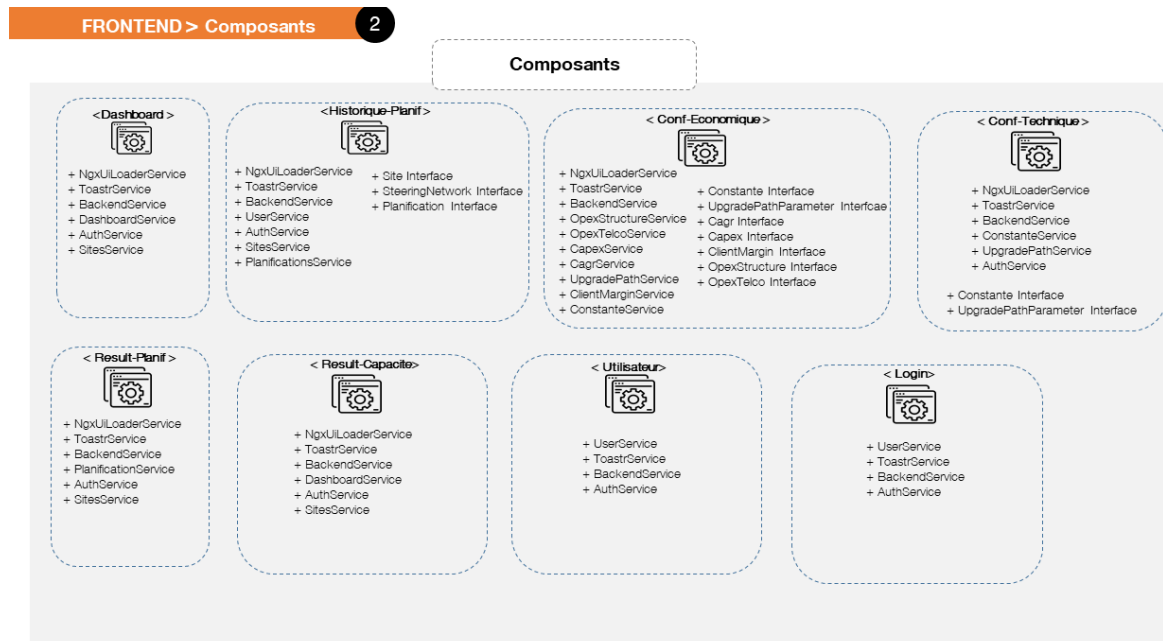 FRONTEND > Composants
2
Composants
<Dashboard >
+ NgxUiLoaderService
+ ToastrService
+ BackendService
+ DashboardService
+ AuthService
+ SitesService
<Historique-Planif>
+ NgxUiLoaderService
+ ToastrService
+ BackendService
+ UserService
+ AuthService
+ SitesService
+ PlanificationsService
+ Site Interface
+ SteeringNetwork Interface
+ Planification Interface
< Conf-Economique>
+ NgxUiLoaderService
+ ToastrService
+ BackendService
+ OpexStructureService
+ OpexTelcoService
+ CapexService
+ CagrService
+ UpgradePathService
+ ClientMarginService
+ ConstanteService
+ Constante Interface
+ UpgradePathParameter Interfcae
+ Cagr Interface
+ Capex Interface
+ ClientMargin Interface
+ OpexStructure Interface
+ OpexTelco Interface
< Conf-Technique>
+ NgxUiLoaderService
+ ToastrService
+ BackendService
+ ConstanteService
+ UpgradePathService
+ AuthService
+ Constante Interface
+ UpgradePathParameter Interface
< Result-Planif >
+ NgxUiLoaderService
+ ToastrService
+ BackendService
+ PlanificationService
+ AuthService
+ SitesService
< Result-Capacite>
+ NgxUiLoaderService
+ ToastrService
+ BackendService
+ DashboardService
+ AuthService
+ SitesService
< Utilisateur>
+ UserService
+ ToastrService
+ BackendService
+ AuthService
< Login>
+ UserService
+ ToastrService
+ BackendService
+ AuthService